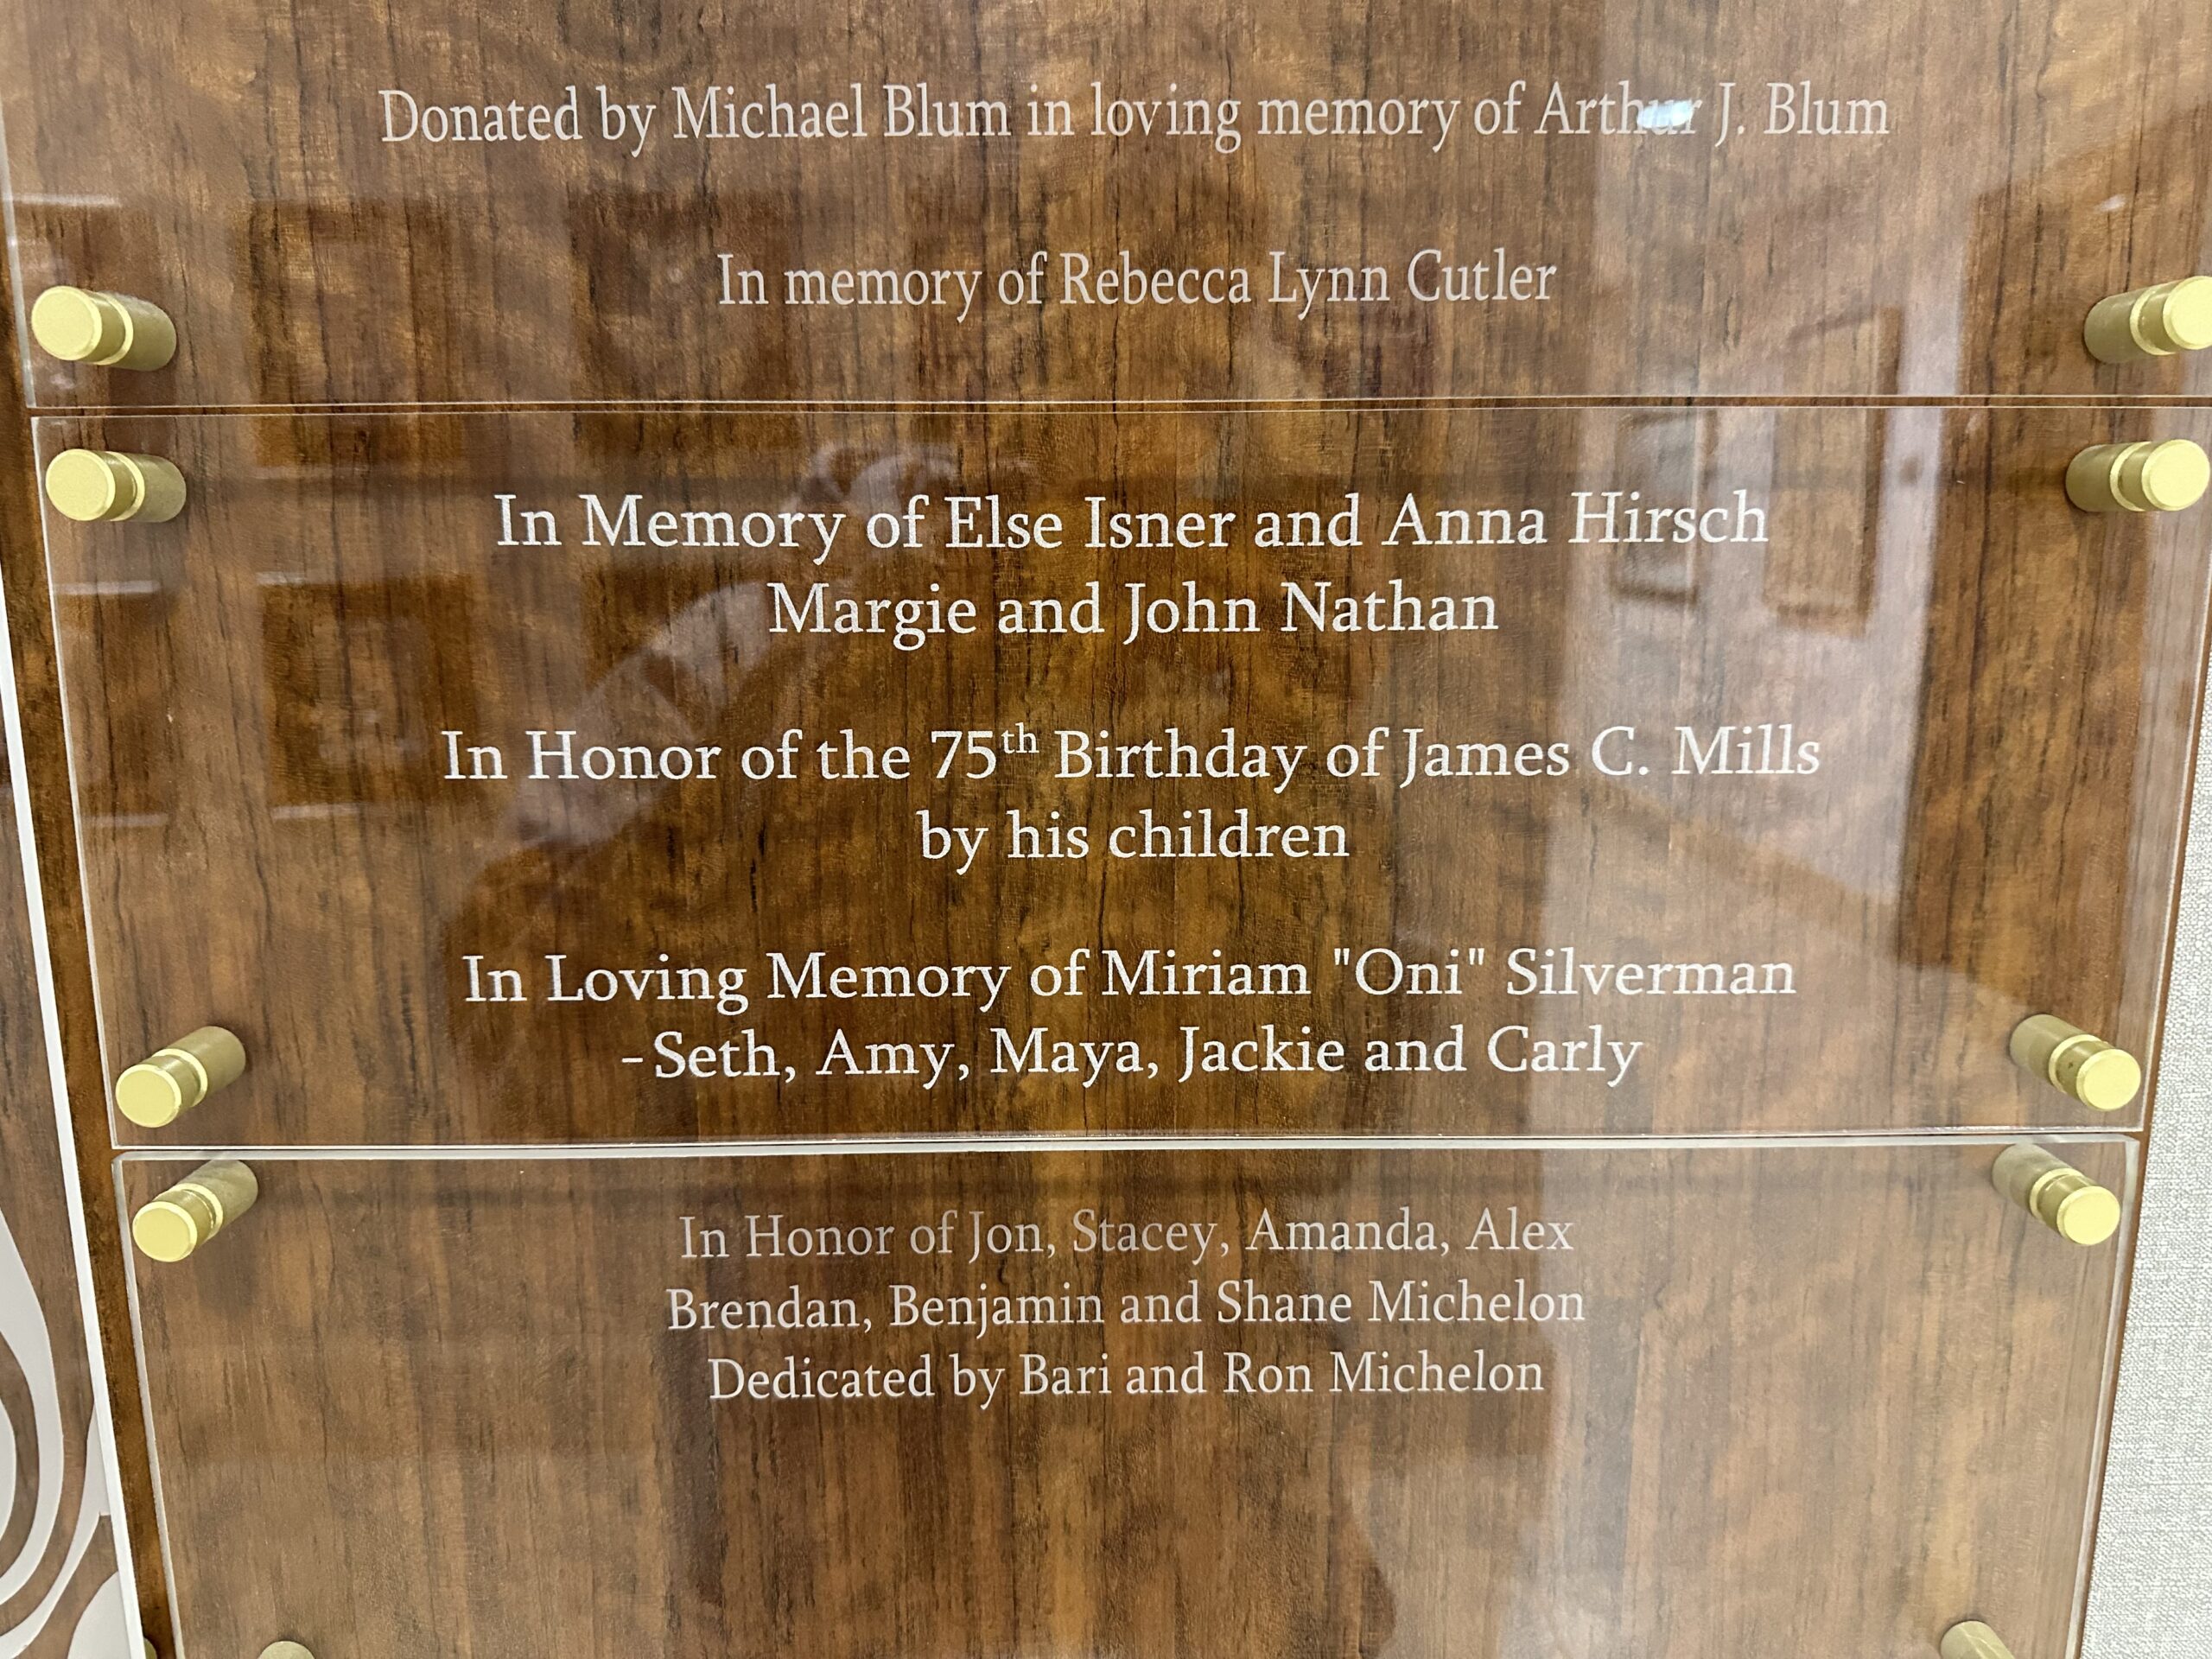 Donated by Michael Blum in loving memory of Arthur J. Blum
In memory of Rebecca Lynn Cutler
In Memory of Else Isner and Anna Hirsch
Margie and John Nathan
In Honor of the 75th Birthday of James C. Mills
by his children
In Loving Memory of Miriam "Oni" Silverman
-Seth, Amy, Maya, Jackie and Carly
In Honor of Jon, Stacey, Amanda, Alex
Brendan, Benjamin and Shane Michelon
Dedicated by Bari and Ron Michelon